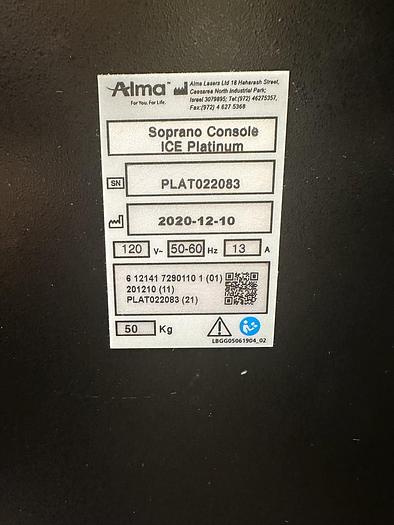 Alma
For You. For Life.
Alma Lasers Ltd 18 Haharash Street,
Caesarea North Industrial Park;
Israel 3079895; Tel:(972) 46275357,
Fax:(972) 4 627 5368
Soprano Console
ICE Platinum
SN PLAT022083
2020-12-10
120 V~ 50-60 Hz 13 A
6 12141 7290110 1 (01)
201210 (11)
PLAT022083 (21)
50 Kg
LBGG05061904_02